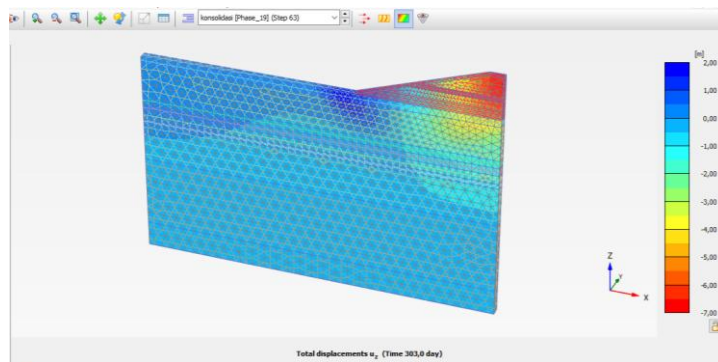 konsolidasi [Phase_19] (Step 63)
[m]
2,00
1,00
0,00
-1,00
-2,00
-3,00
-4,00
-5,00
-6,00
-7,00
Z
Y
X
Total displacements uz (Time 303,0 day)